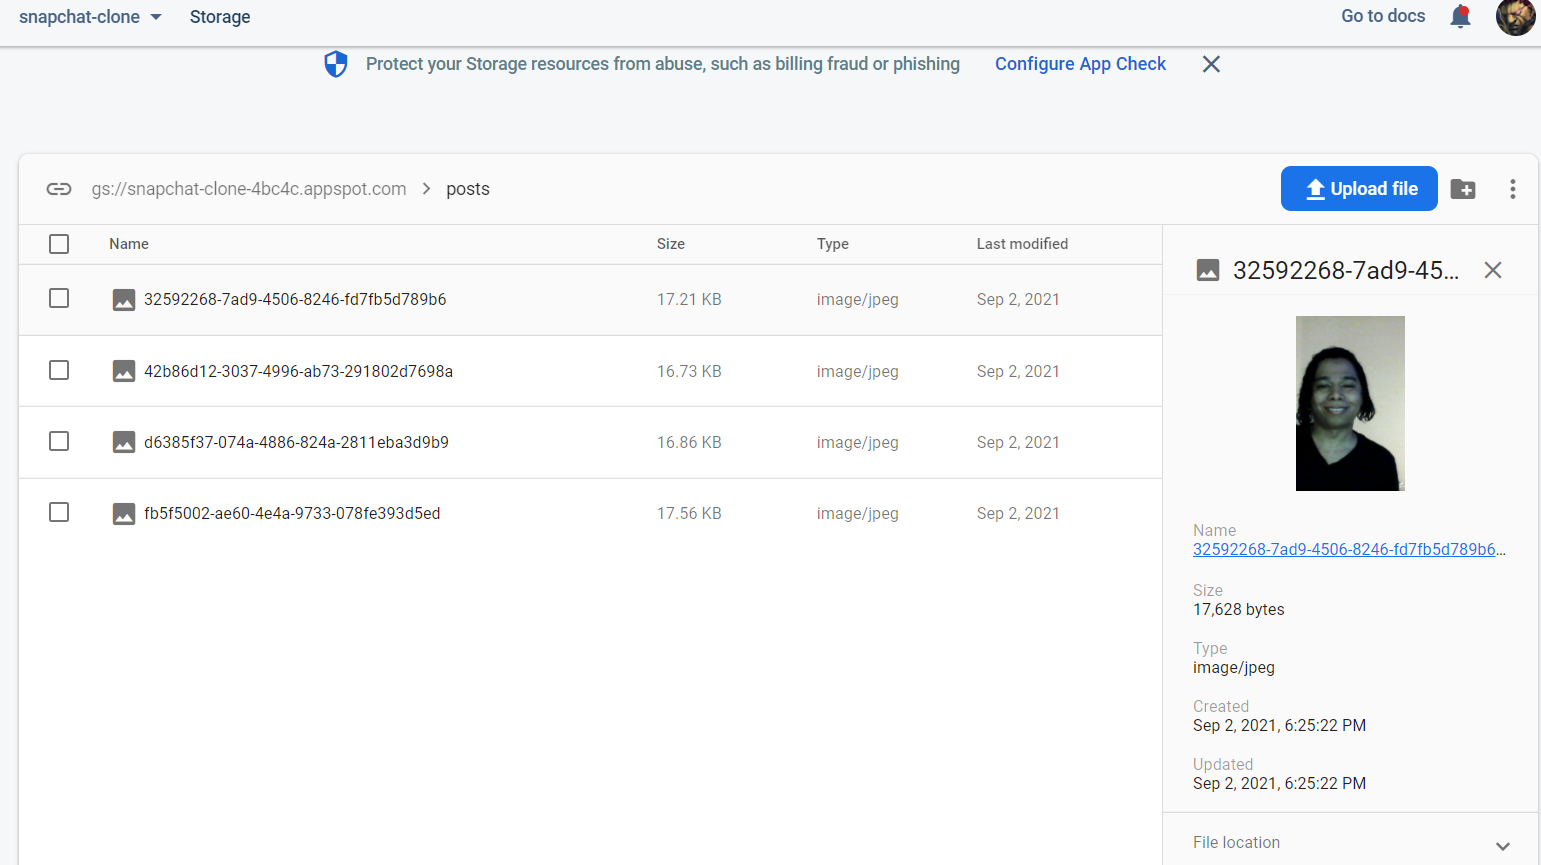 snapchat-clone Storage Go to docs
Protect your Storage resources from abuse, such as billing fraud or phishing Configure App Check
gs://snapchat-clone-4bc4c.appspot.com posts Upload file
Name Size Type Last modified
32592268-7ad9-45...
32592268-7ad9-4506-8246-fd7fb5d789b6 17.21 KB image/jpeg Sep 2, 2021
42b86d12-3037-4996-ab73-291802d7698a 16.73 KB image/jpeg Sep 2, 2021
d6385f37-074a-4886-824a-2811eba3d9b9 16.86 KB image/jpeg Sep 2, 2021
fb5f5002-ae60-4e4a-9733-078fe393d5ed 17.56 KB image/jpeg Sep 2, 2021
Name
32592268-7ad9-4506-8246-fd7fb5d789b6...
Size
17,628 bytes
Type
image/jpeg
Created
Sep 2, 2021, 6:25:22 PM
Updated
Sep 2, 2021, 6:25:22 PM
File location